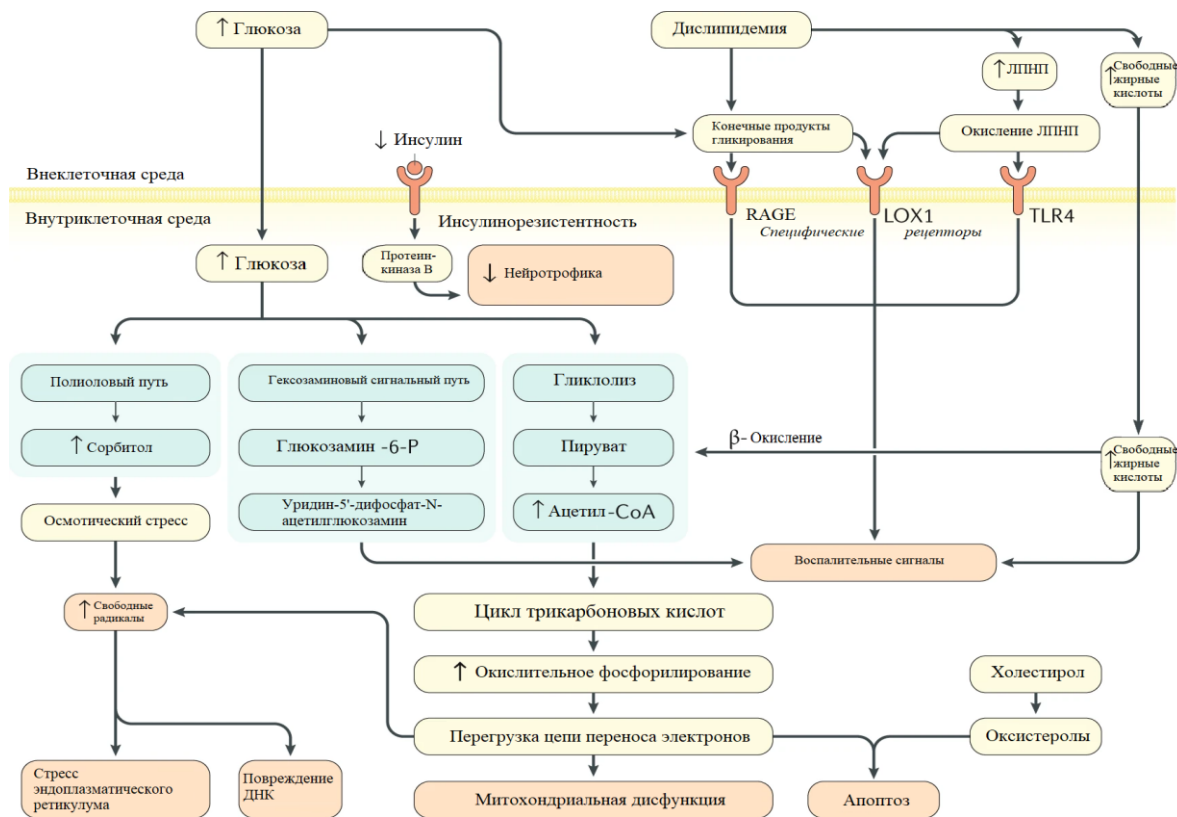 ↑ Глюкоза
Дислипидемия
↑ ЛПНП
↑ Свободные
жирные
кислоты
↓ Инсулин
Конечные продукты
гликирования
Окисление ЛПНП
Внеклеточная среда
Внутриклеточная среда
Инсулинорезистентность
RAGE
LOX1
TLR4
Специфические
рецепторы
↑ Глюкоза
Протеин-
киназа В
↓ Нейротрофика
Полиоловый путь
Гексозаминовый сигнальный путь
Гликлолиз
↑ Сорбитол
Глюкозамин -6-Р
Пируват
β- Окисление
↑ Свободные
жирные
кислоты
Осмотический стресс
Уридин-5'-дифосфат-N-
ацетилглюкозамин
↑ Ацетил-СоА
Воспалительные сигналы
↑ Свободные
радикалы
Цикл трикарбоновых кислот
↑ Окислительное фосфорилирование
Холестирол
Перегрузка цепи переноса электронов
Оксистеролы
Стресс
эндоплазматического
ретикулума
Повреждение
ДНК
Митохондриальная дисфункция
Апоптоз